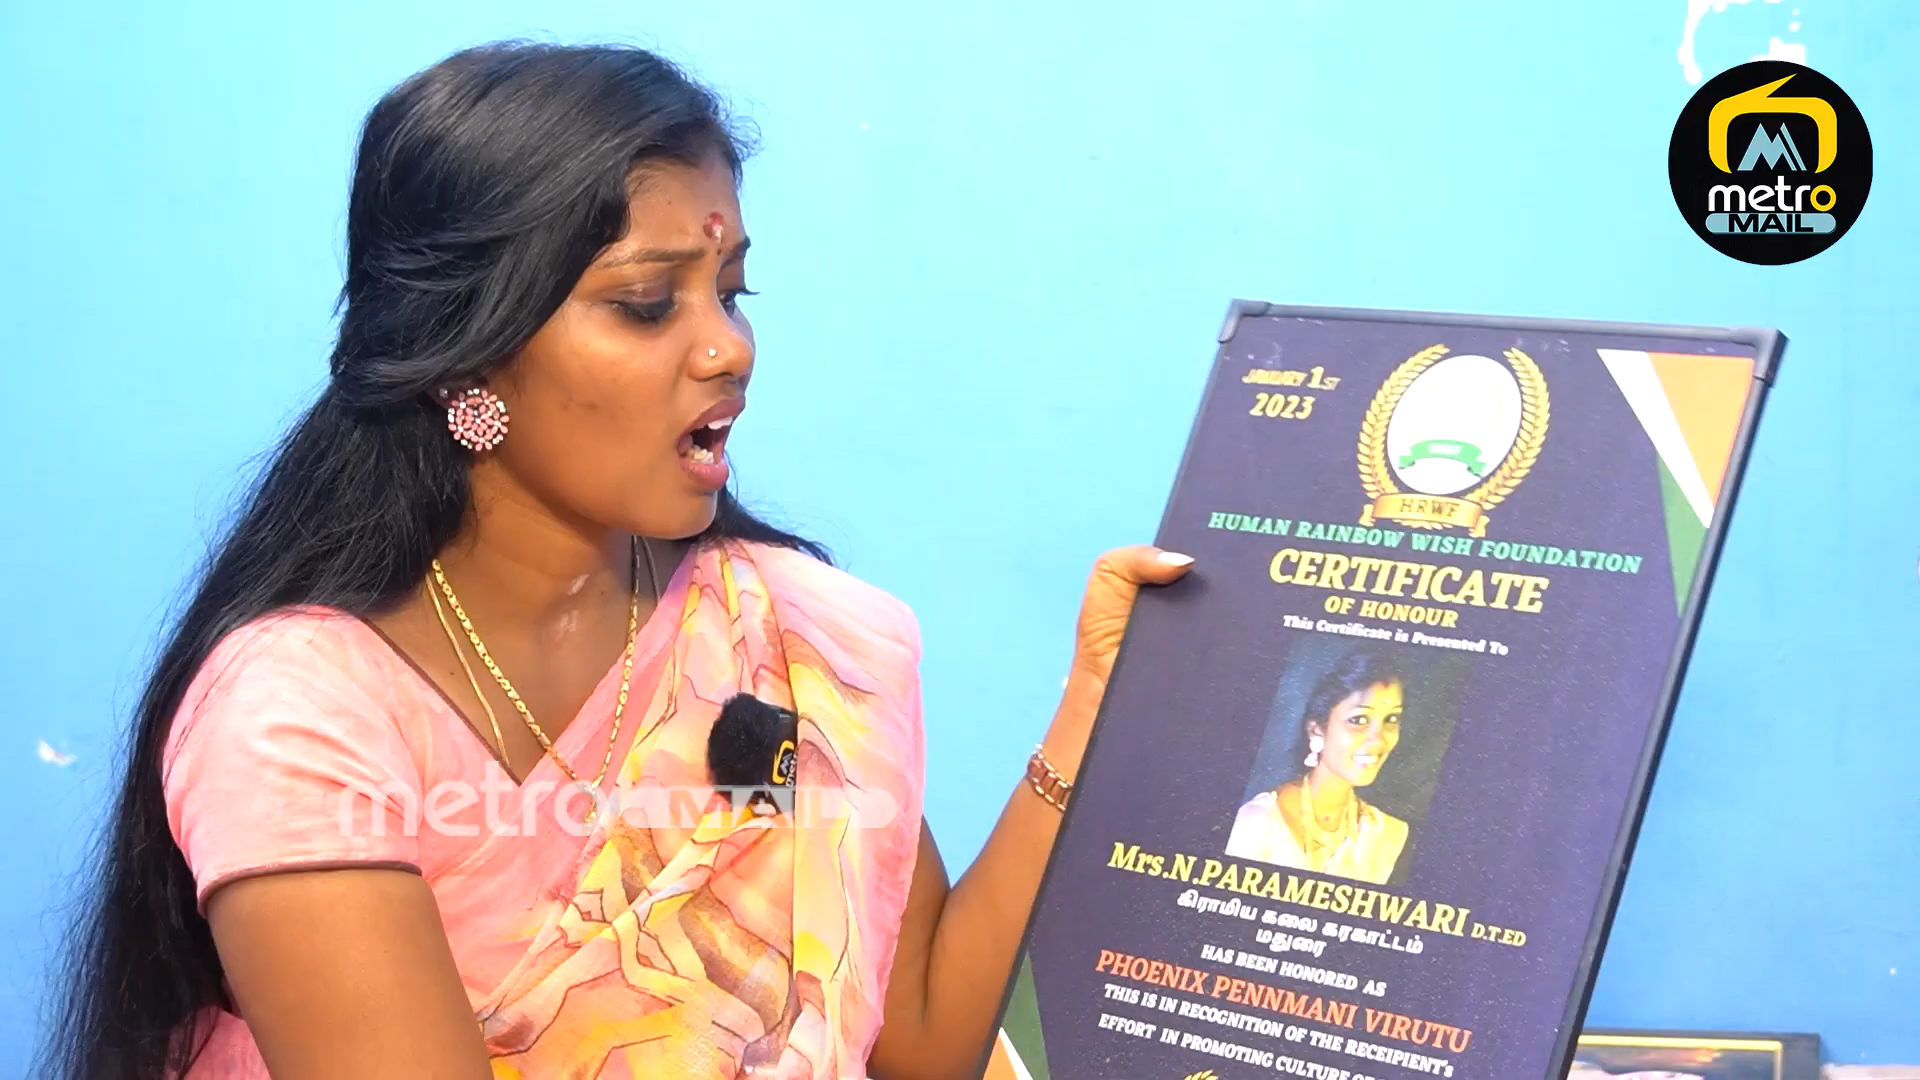 metro
MAIL
JANUARY 1ST
2023
HRWF
HUMAN RAINBOW WISH FOUNDATION
CERTIFICATE
OF HONOUR
This Certificate is Presented To
Mrs.N.PARAMESHWARI D.T.ED
கிராமிய கலை கரகாட்டம்
மதுரை
HAS BEEN HONORED AS
PHOENIX PENNMANI VIRUTU
THIS IS IN RECOGNITION OF THE RECEIPIENT's
EFFORT IN PROMOTING CULTURE OF
metro MAIL